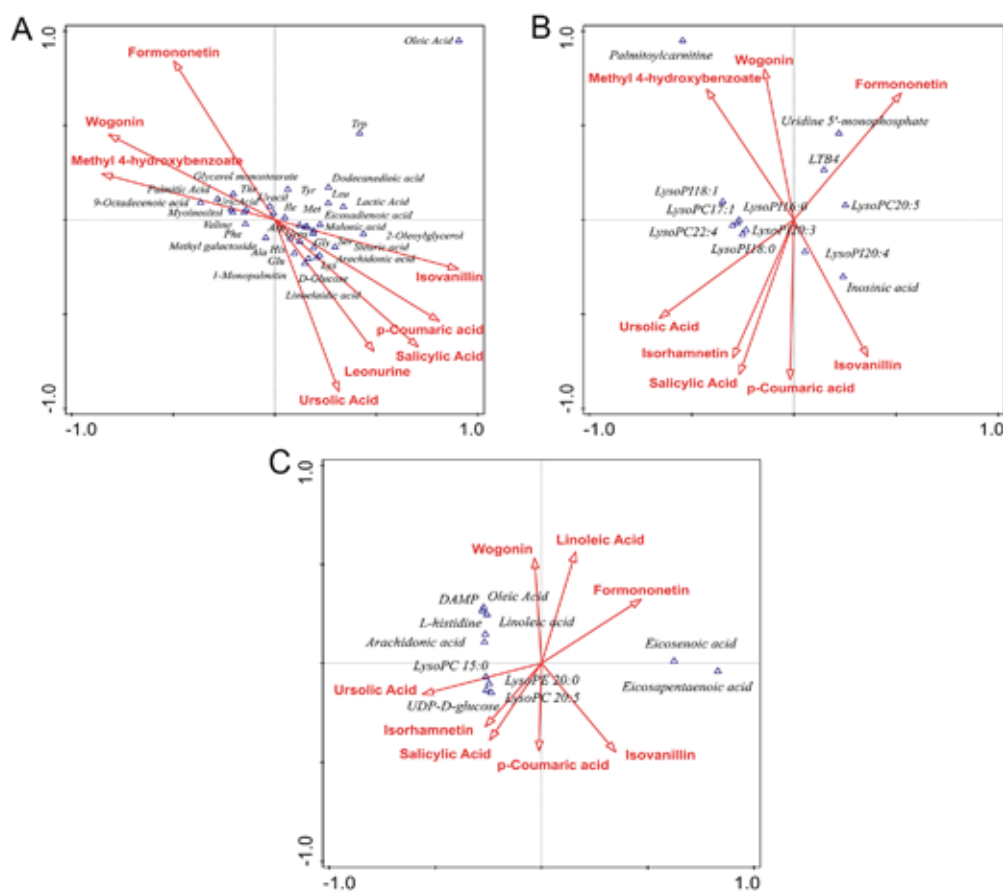 A
1.0
Oleic Acid
Formononetin
Trp
Wogonin
Methyl 4-hydroxybenzoate
Glycerol monostearate
Dodecanedioic acid
Palmitic Acid
Thr
Tyr
Leu
9-Octadecenoic acid
Uracil
Lactic Acid
Myoinositol
Ile
Met
Eicosadienoic acid
Valine
Malonic acid
Phe
2-Oleoylglycerol
Methyl galactoside
Gly
Ser
Stearic acid
Ala
His
Arachidonic acid
Glu
Lys
Isovanillin
1-Monopalmitin
D-Glucose
Linoelaidic acid
p-Coumaric acid
Salicylic Acid
Leonurine
Ursolic Acid
-1.0
-1.0
1.0
B
1.0
Palmitoylcarnitine
Wogonin
Methyl 4-hydroxybenzoate
Formononetin
Uridine 5'-monophosphate
LTB4
LysoPI18:1
LysoPC17:1
LysoPI16:0
LysoPC20:5
LysoPC22:4
LysoPI20:3
LysoPI18:0
LysoPI20:4
Inosinic acid
Ursolic Acid
Isorhamnetin
Isovanillin
Salicylic Acid
p-Coumaric acid
-1.0
-1.0
1.0
C
1.0
Wogonin
Linoleic Acid
Formononetin
DAMP
Oleic Acid
L-histidine
Linoleic acid
Arachidonic acid
Eicosenoic acid
LysoPC 15:0
LysoPE 20:0
Eicosapentaenoic acid
Ursolic Acid
LysoPC 20:5
UDP-D-glucose
Isorhamnetin
Salicylic Acid
Isovanillin
p-Coumaric acid
-1.0
-1.0
1.0